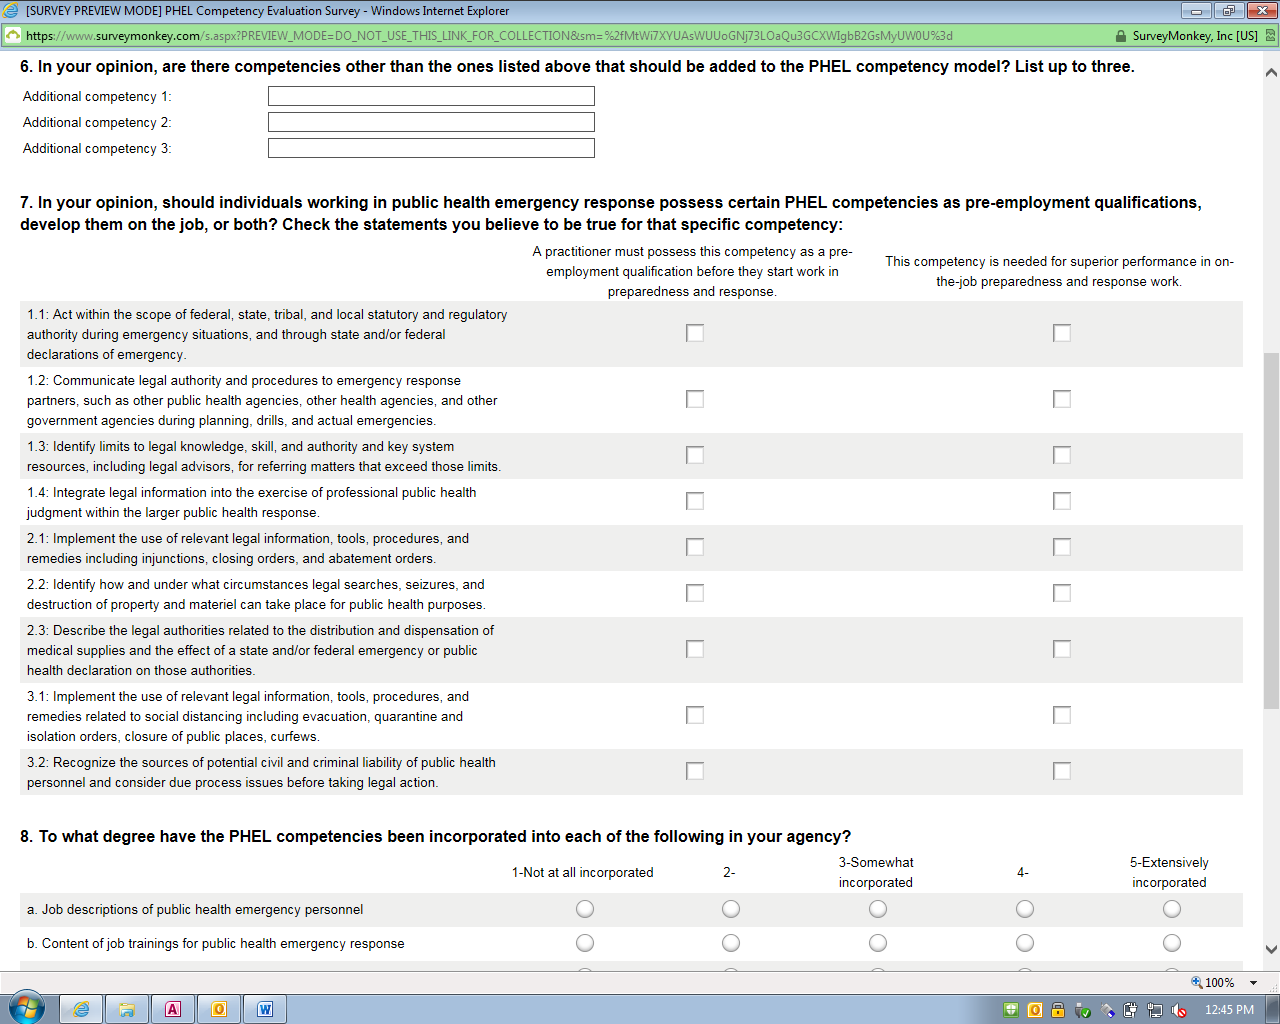 [SURVEY PREVIEW MODE] PHEL Competency Evaluation Survey - Windows Internet Explorer
https://www.surveymonkey.com/s.aspx?PREVIEW_MODE=DO_NOT_USE_THIS_LINK_FOR_COLLECTION&sm=%2fMtWi7XYUAsWUUoGNj73LOaQu3GCXWIgbB2GsMyUW0U%3d
SurveyMonkey, Inc [US]
6. In your opinion, are there competencies other than the ones listed above that should be added to the PHEL competency model? List up to three.
Additional competency 1:
Additional competency 2:
Additional competency 3:
7. In your opinion, should individuals working in public health emergency response possess certain PHEL competencies as pre-employment qualifications,
develop them on the job, or both? Check the statements you believe to be true for that specific competency:
A practitioner must possess this competency as a pre-
employment qualification before they start work in
preparedness and response.
This competency is needed for superior performance in on-
the-job preparedness and response work.
1.1: Act within the scope of federal, state, tribal, and local statutory and regulatory
authority during emergency situations, and through state and/or federal
declarations of emergency.
1.2: Communicate legal authority and procedures to emergency response
partners, such as other public health agencies, other health agencies, and other
government agencies during planning, drills, and actual emergencies.
1.3: Identify limits to legal knowledge, skill, and authority and key system
resources, including legal advisors, for referring matters that exceed those limits.
1.4: Integrate legal information into the exercise of professional public health
judgment within the larger public health response.
2.1: Implement the use of relevant legal information, tools, procedures, and
remedies including injunctions, closing orders, and abatement orders.
2.2: Identify how and under what circumstances legal searches, seizures, and
destruction of property and materiel can take place for public health purposes.
2.3: Describe the legal authorities related to the distribution and dispensation of
medical supplies and the effect of a state and/or federal emergency or public
health declaration on those authorities.
3.1: Implement the use of relevant legal information, tools, procedures, and
remedies related to social distancing including evacuation, quarantine and
isolation orders, closure of public places, curfews.
3.2: Recognize the sources of potential civil and criminal liability of public health
personnel and consider due process issues before taking legal action.
8. To what degree have the PHEL competencies been incorporated into each of the following in your agency?
1-Not at all incorporated
2-
3-Somewhat
incorporated
4-
5-Extensively
incorporated
a. Job descriptions of public health emergency personnel
b. Content of job trainings for public health emergency response
100%
12:45 PM